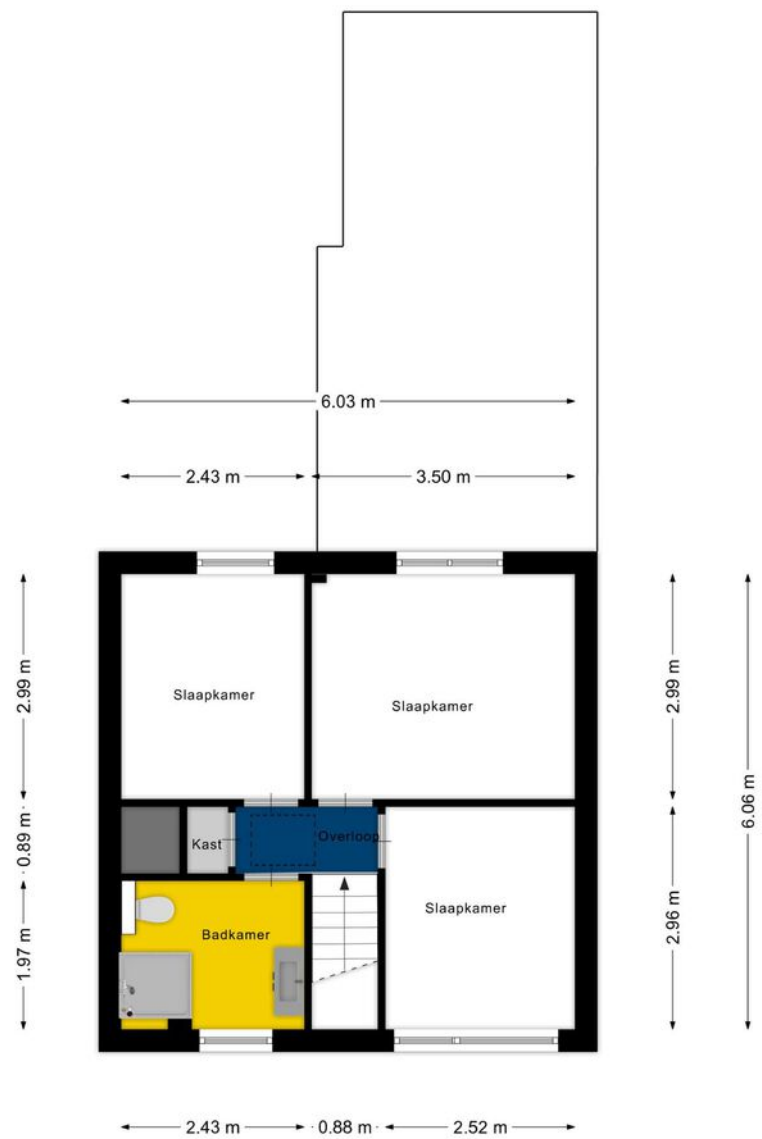 6.03 m
2.43 m
3.50 m
2.99 m
2.99 m
6.06 m
Slaapkamer
Slaapkamer
0.89 m
Kast
Overloop
Badkamer
Slaapkamer
1.97 m
2.96 m
2.43 m
0.88 m
2.52 m